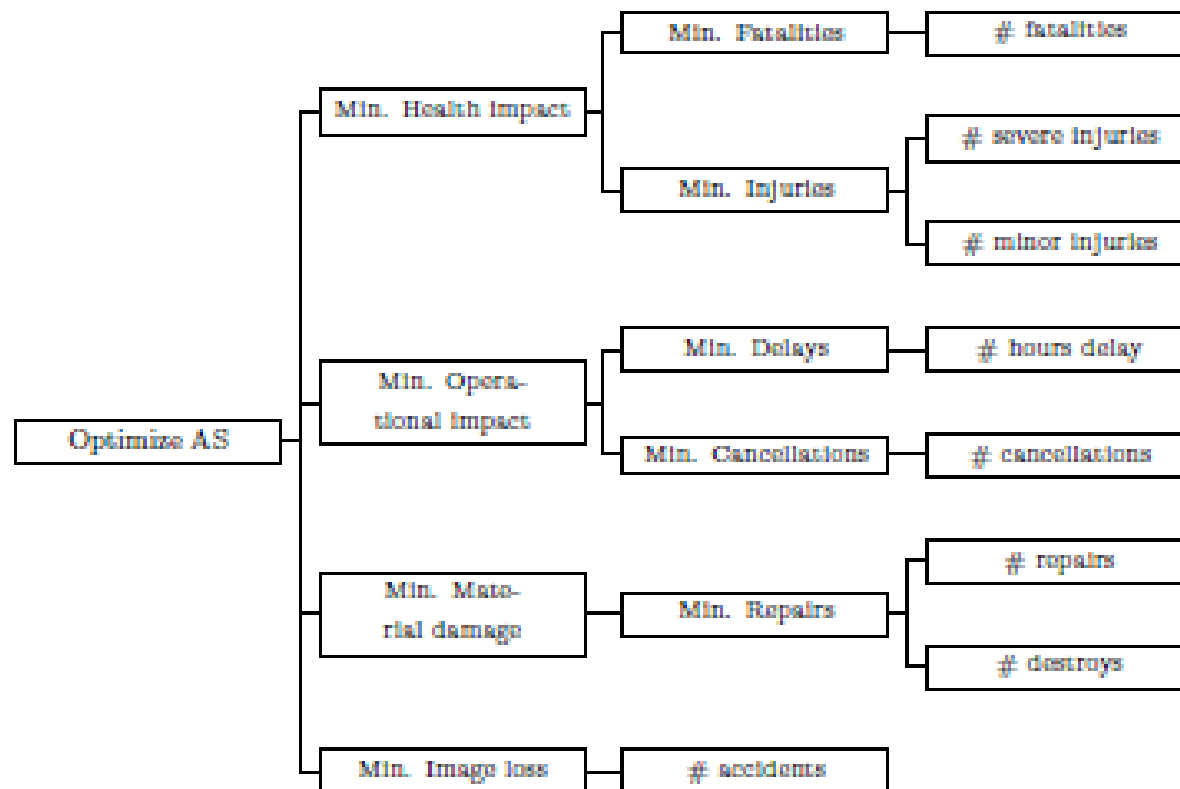 Min. Fatalities
# fatalities
Min. Health impact
# severe injuries
Min. Injuries
# minor injuries
Min. Delays
# hours delay
Min. Opera-
tional impact
Optimize AS
Min. Cancellations
# cancellations
# repairs
Min. Mate-
rial damage
Min. Repairs
# destroys
Min. Image loss
# accidents